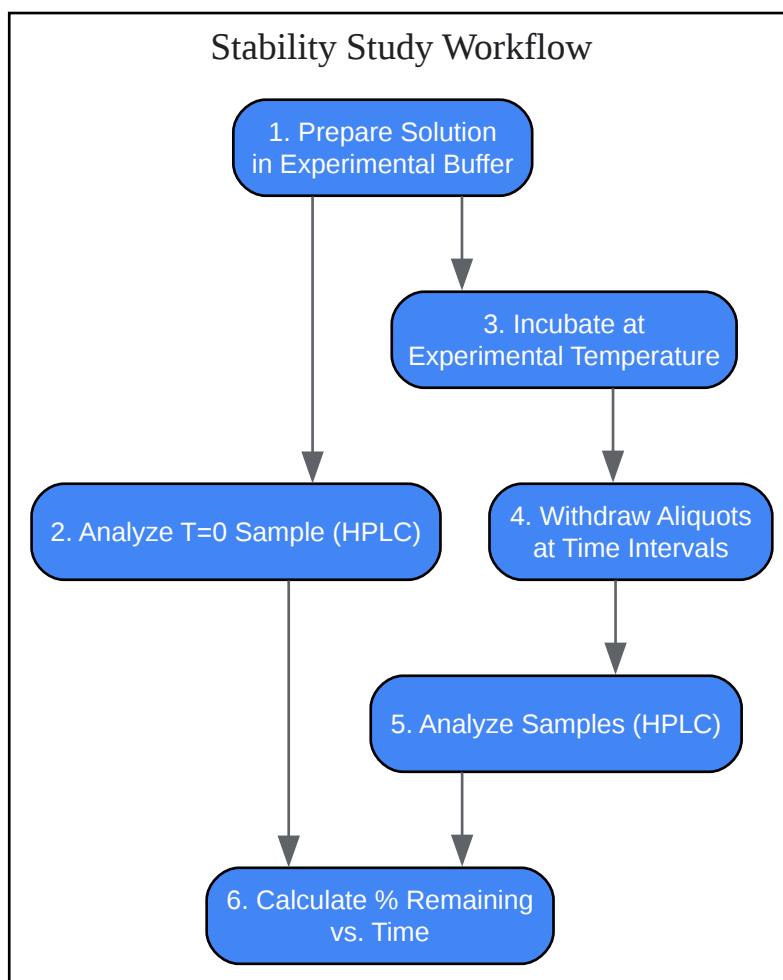 Stability Study Workflow
1. Prepare Solution
in Experimental Buffer
3. Incubate at
Experimental Temperature
2. Analyze T=0 Sample (HPLC)
4. Withdraw Aliquots
at Time Intervals
5. Analyze Samples (HPLC)
6. Calculate % Remaining
vs. Time